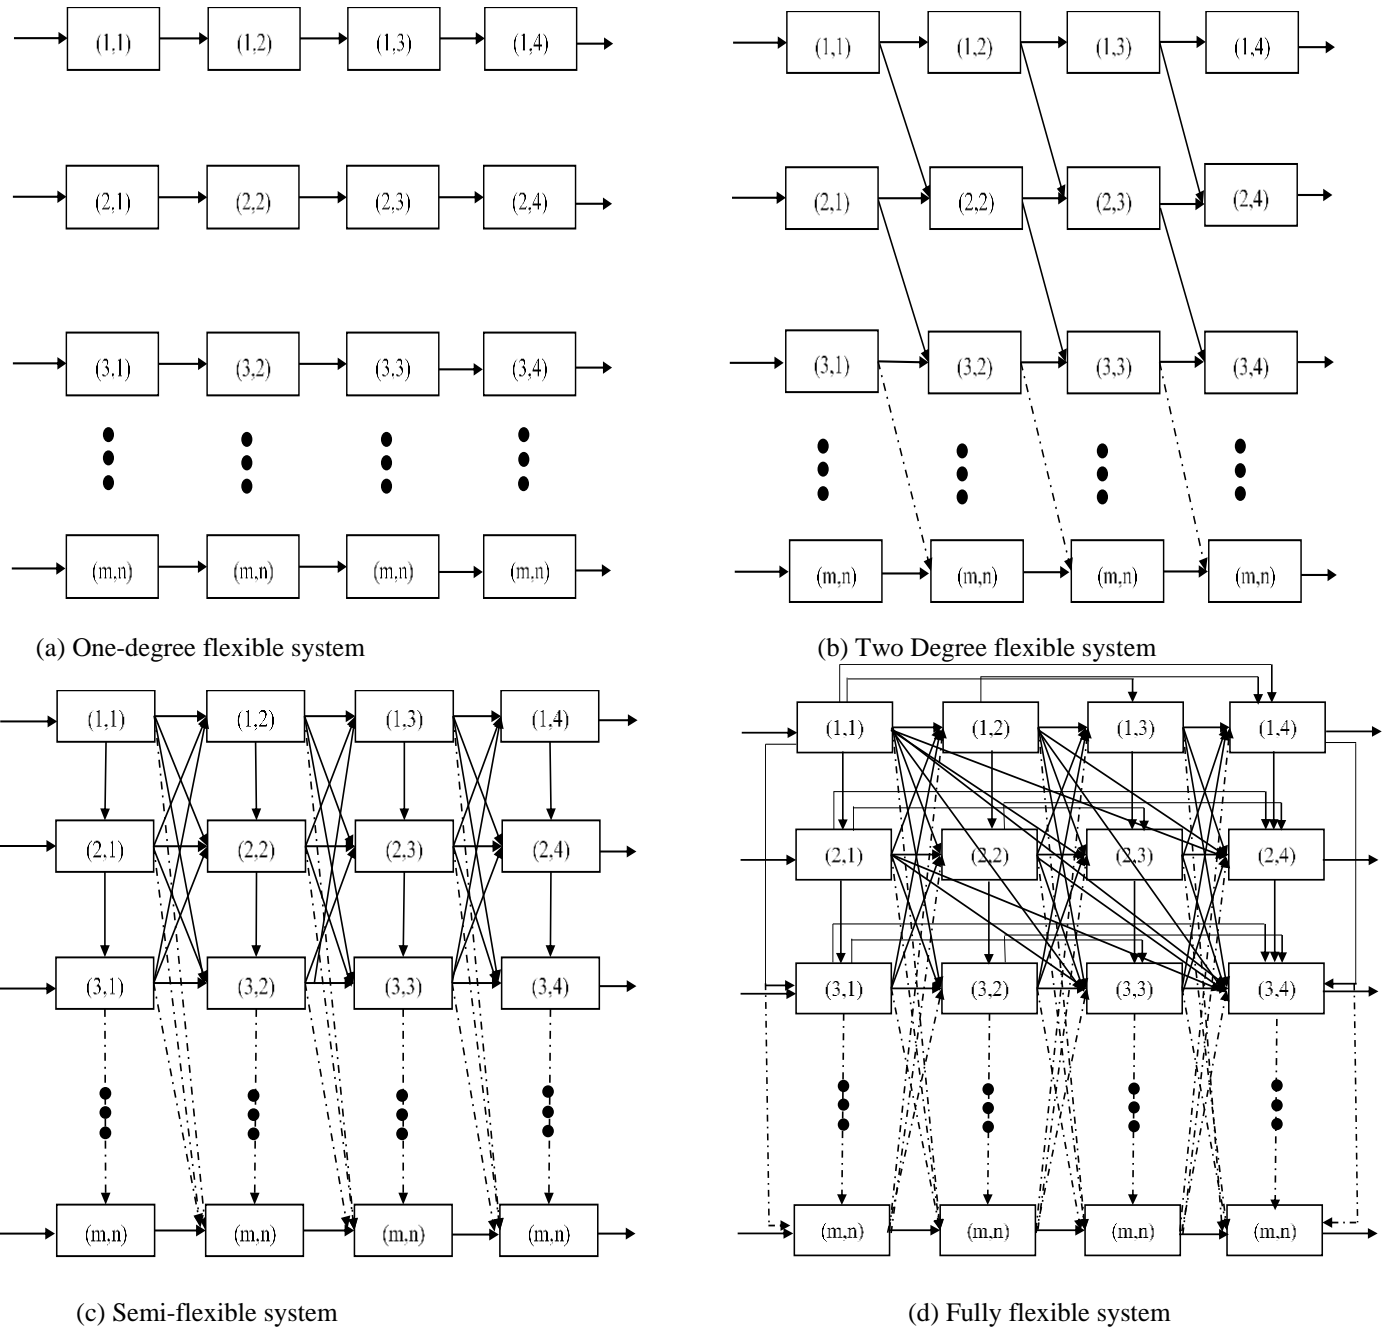 (1,1) (1,2) (1,3) (1,4)
(2,1) (2,2) (2,3) (2,4)
(3,1) (3,2) (3,3) (3,4)
(m,n) (m,n) (m,n) (m,n)
(a) One-degree flexible system
(1,1) (1,2) (1,3) (1,4)
(2,1) (2,2) (2,3) (2,4)
(3,1) (3,2) (3,3) (3,4)
(m,n) (m,n) (m,n) (m,n)
(b) Two Degree flexible system
(1,1) (1,2) (1,3) (1,4)
(2,1) (2,2) (2,3) (2,4)
(3,1) (3,2) (3,3) (3,4)
(m,n) (m,n) (m,n) (m,n)
(c) Semi-flexible system
(1,1) (1,2) (1,3) (1,4)
(2,1) (2,2) (2,3) (2,4)
(3,1) (3,2) (3,3) (3,4)
(m,n) (m,n) (m,n) (m,n)
(d) Fully flexible system